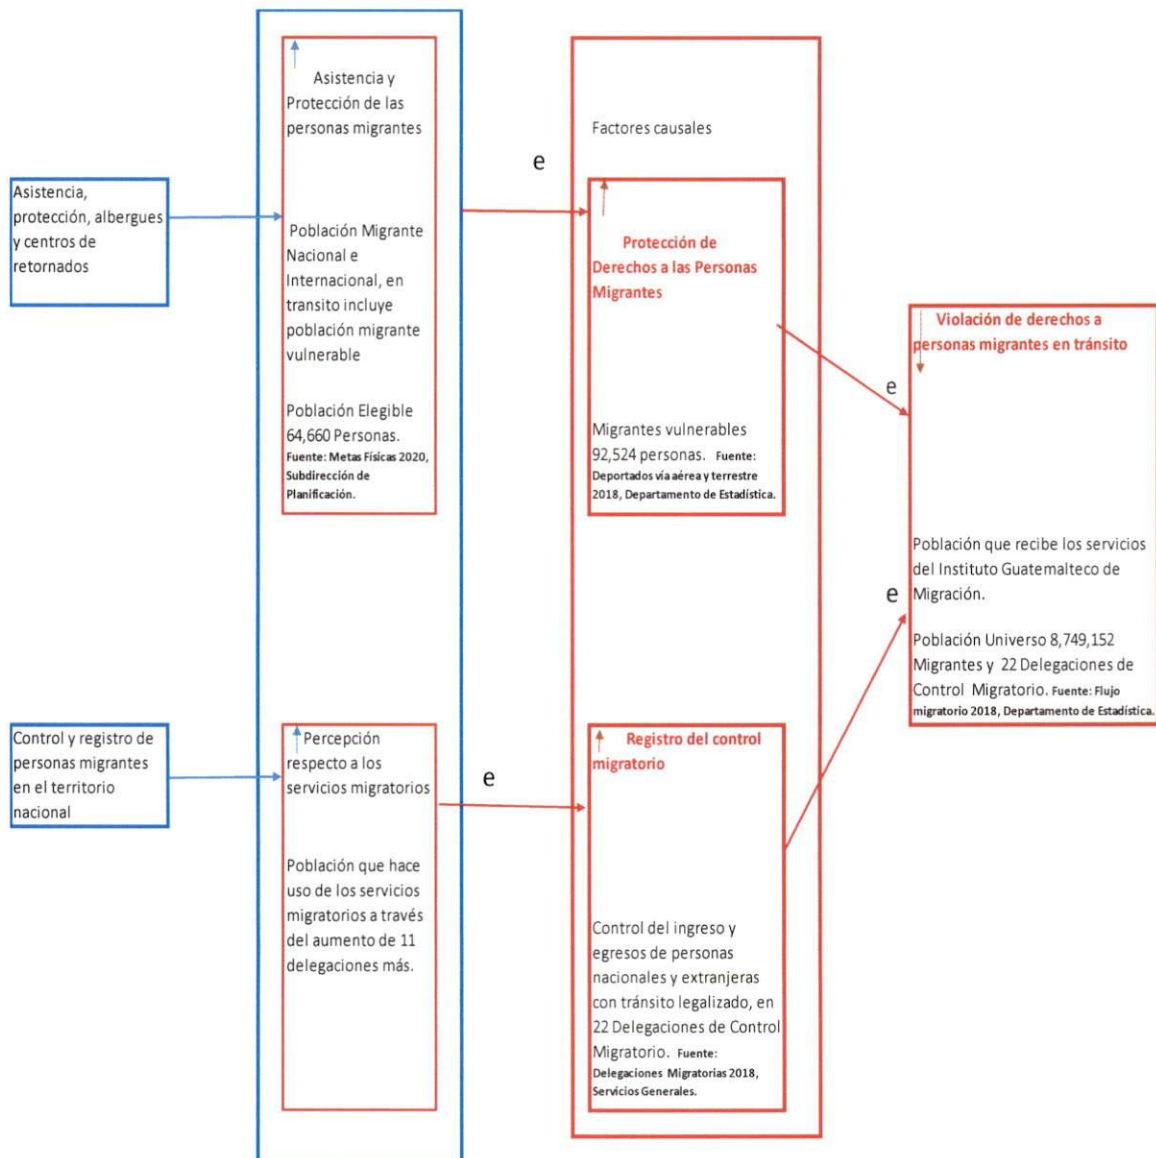 Asistencia,
protección, albergues
y centros de
retornados
Asistencia y
Protección de las
personas migrantes
Población Migrante
Nacional e
Internacional, en
transito incluye
población migrante
vulnerable
Población Elegible
64,660 Personas.
Fuente: Metas Físicas 2020,
Subdirección de
Planificación.
e
Factores causales
Protección de
Derechos a las Personas
Migrantes
Migrantes vulnerables
92,524 personas. Fuente:
Deportados vía aérea y terrestre
2018, Departamento de Estadística.
e
Violación de derechos a
personas migrantes en tránsito
Población que recibe los servicios
del Instituto Guatemalteco de
Migración.
Población Universo 8,749,152
Migrantes y 22 Delegaciones de
Control Migratorio. Fuente: Flujo
migratorio 2018, Departamento de Estadística.
e
Control y registro de
personas migrantes
en el territorio
nacional
Percepción
respecto a los
servicios migratorios
Población que hace
uso de los servicios
migratorios a través
del aumento de 11
delegaciones más.
e
Registro del control
migratorio
Control del ingreso y
egresos de personas
nacionales y extranjeras
con tránsito legalizado, en
22 Delegaciones de Control
Migratorio. Fuente:
Delegaciones Migratorias 2018,
Servicios Generales.